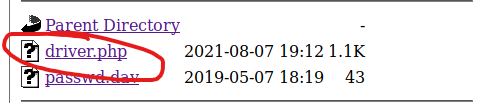 Parent Directory -
driver.php 2021-08-07 19:12 1.1K
passwd.dav 2019-05-07 18:19 43